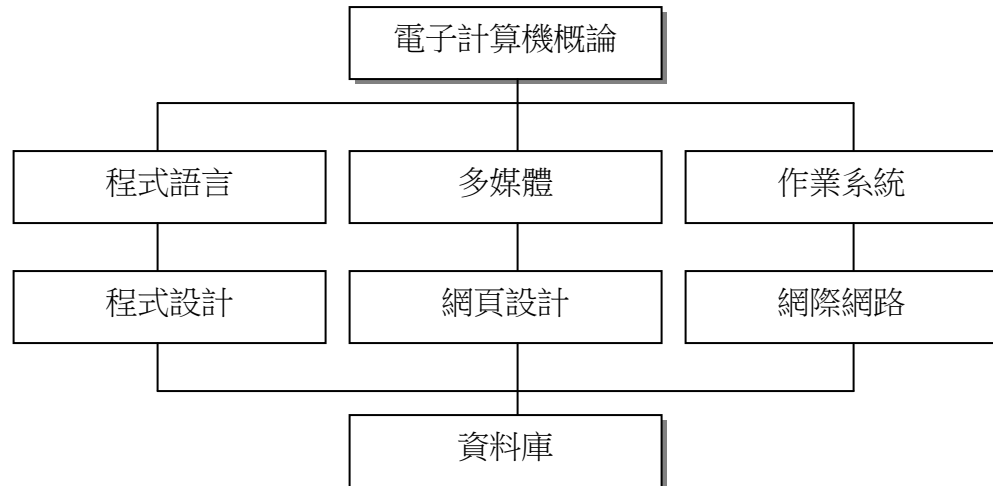 電子計算機概論
程式語言
多媒體
作業系統
程式設計
網頁設計
網際網路
資料庫